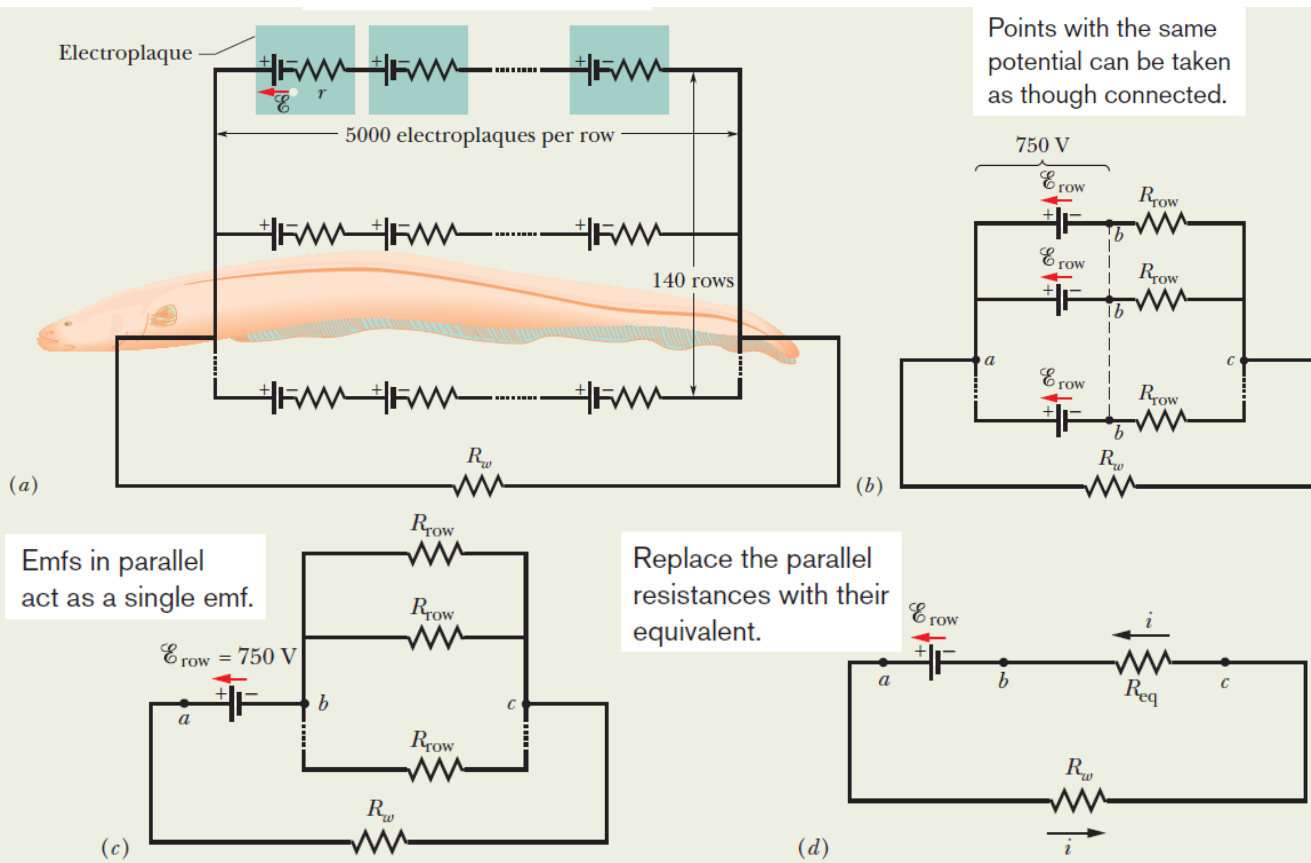 Electroplaque
+ − + − + −
ℰ r
5000 electroplaques per row
+ − + − + −
140 rows
+ − + − + −
R_w
(a)
Points with the same
potential can be taken
as though connected.
750 V
ℰ_row R_row
+ − b
ℰ_row R_row
+ − b
a c
ℰ_row R_row
+ − b
R_w
(b)
Emfs in parallel
act as a single emf.
R_row
R_row
ℰ_row = 750 V
+ −
a b c
R_row
R_w
(c)
Replace the parallel
resistances with their
equivalent.
ℰ_row i
+ −
a b R_eq c
R_w
i
(d)